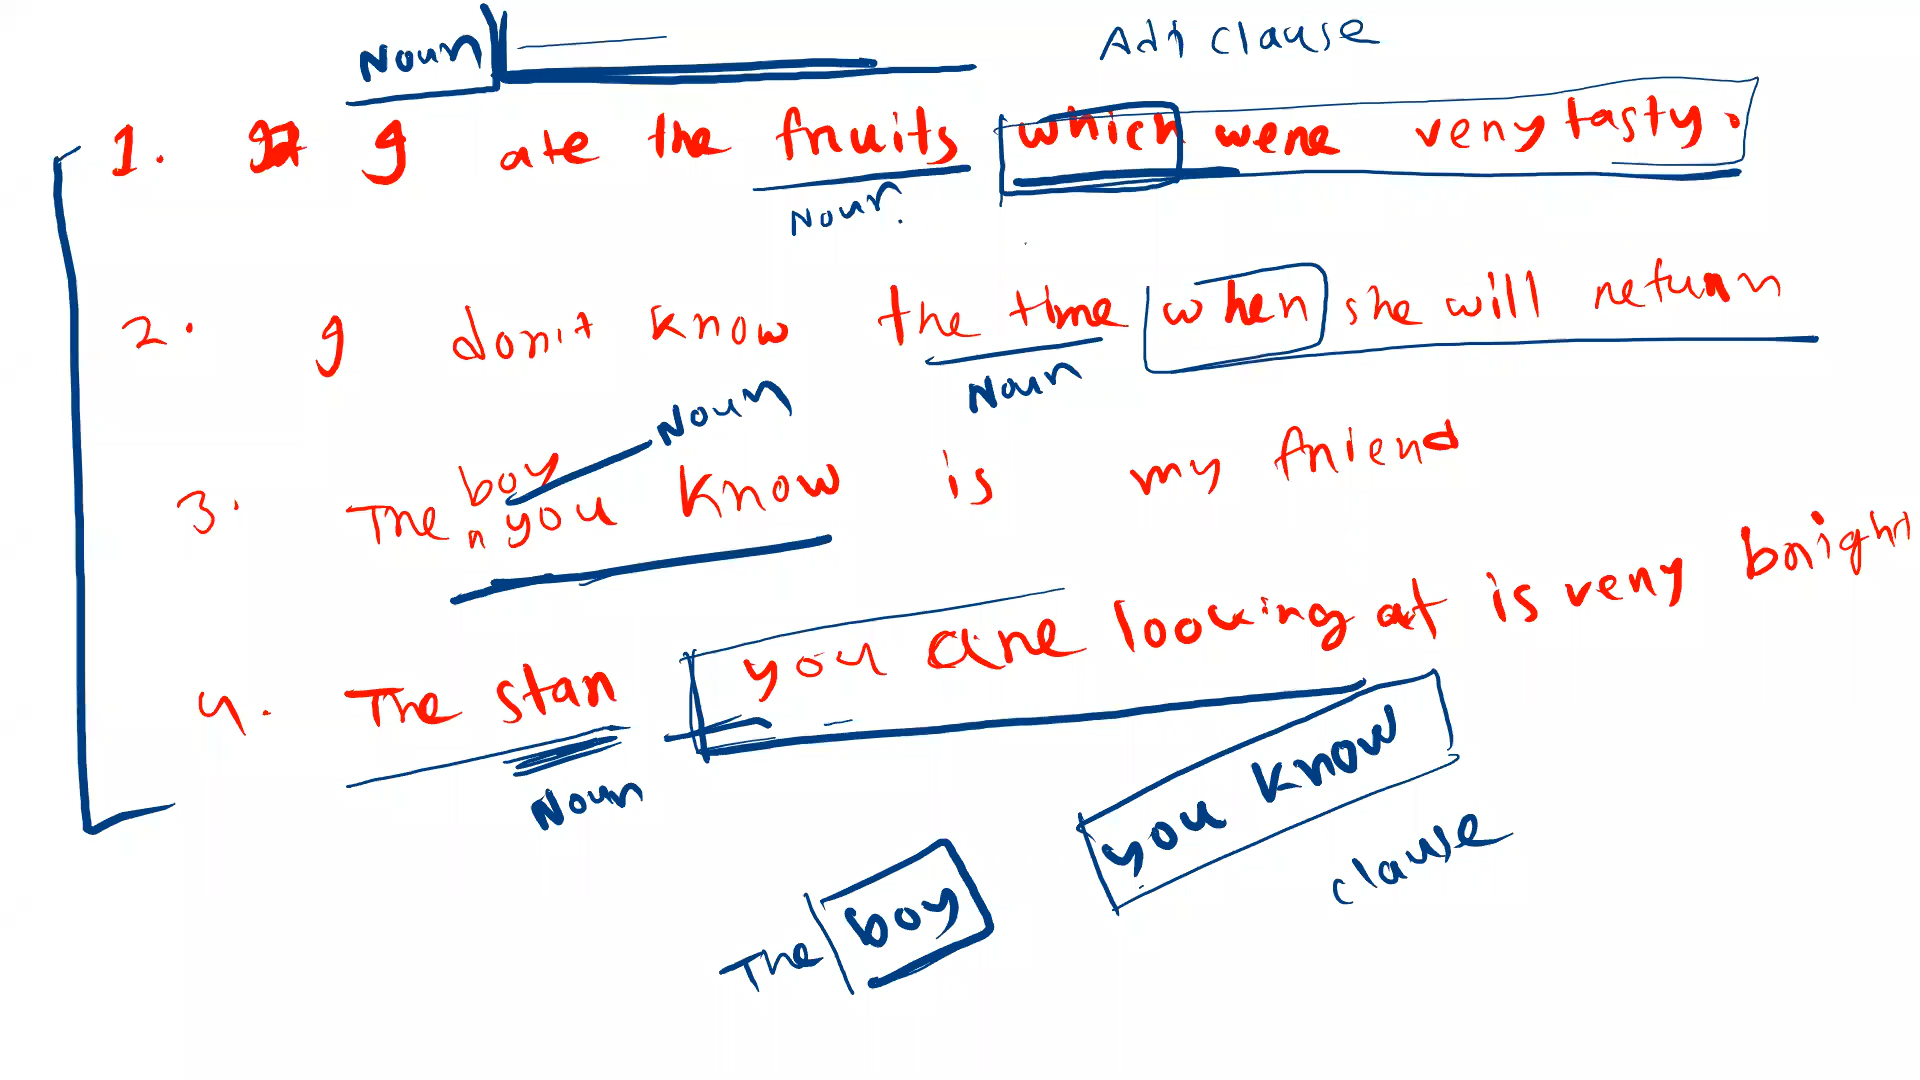 Noun
Adj clause
1. I ate the fruits which were very tasty.
Noun.
2. I don't know the time when she will return
Noun
Noun
boy
3. The ^ you know is my friend
4. The star you are looking at is very bright
Noun
The boy you know
clause